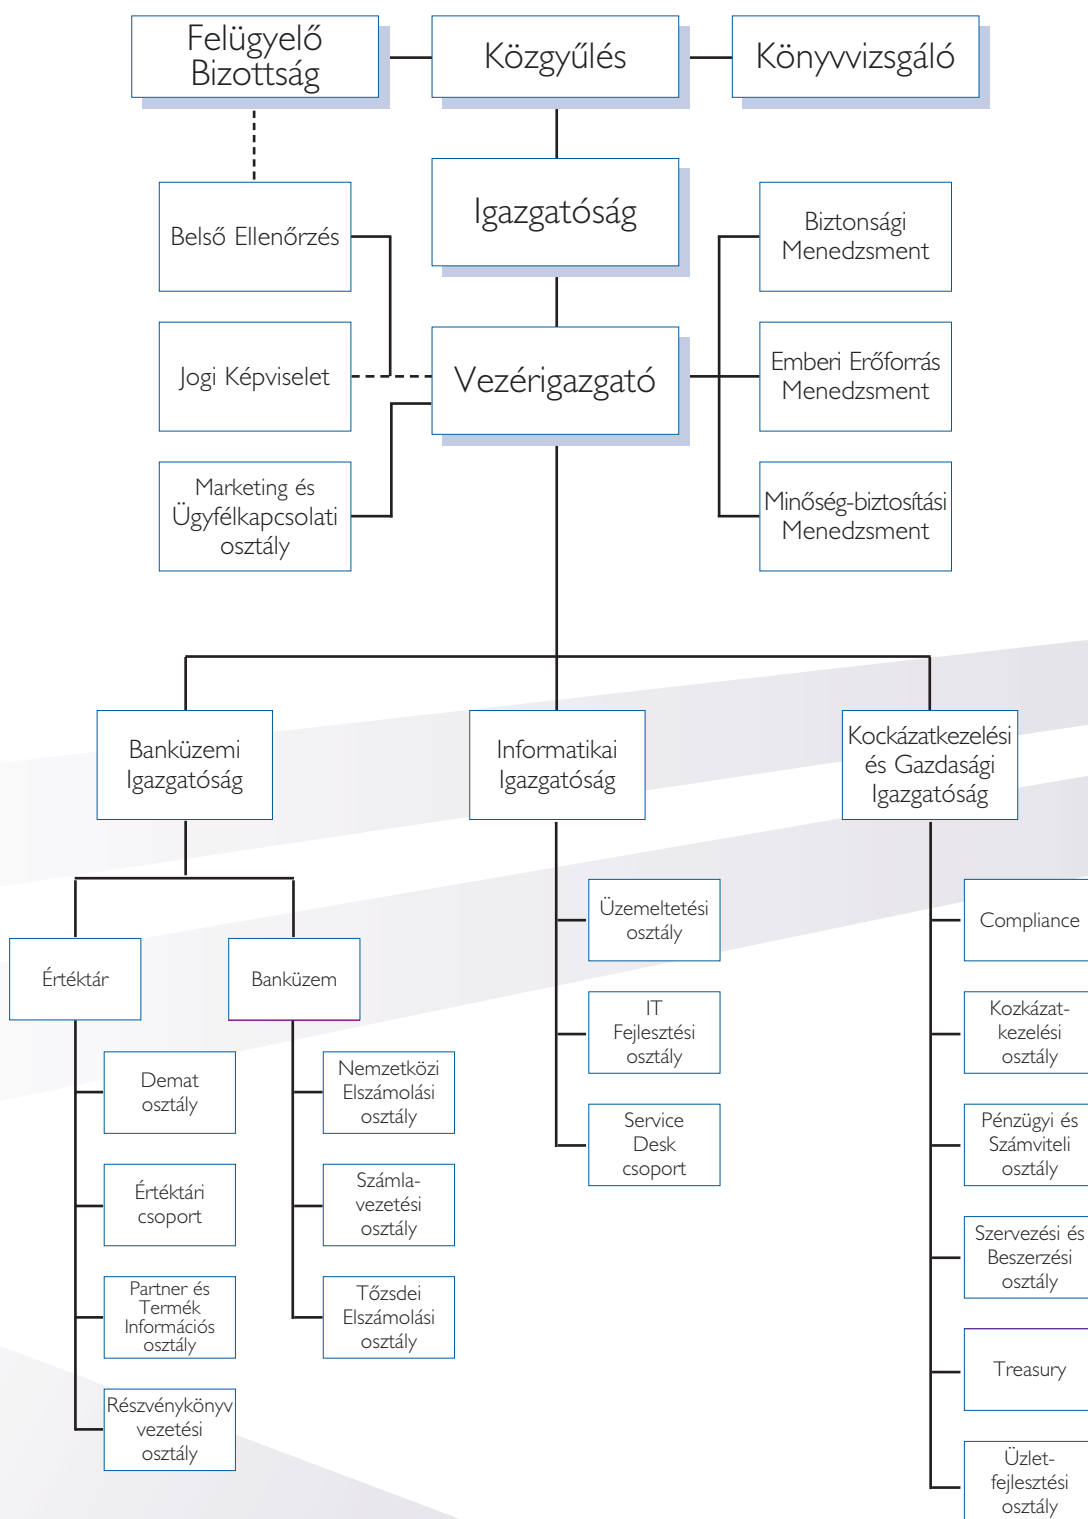 Felügyelő
Bizottság
Közgyűlés
Könyvvizsgáló
Igazgatóság
Belső Ellenőrzés
Biztonsági
Menedzsment
Jogi Képviselet
Vezérigazgató
Emberi Erőforrás
Menedzsment
Marketing és
Ügyfélkapcsolati
osztály
Minőség-biztosítási
Menedzsment
Banküzemi
Igazgatóság
Informatikai
Igazgatóság
Kockázatkezelési
és Gazdasági
Igazgatóság
Értéktár
Banküzem
Demat
osztály
Értéktári
csoport
Partner és
Termék
Információs
osztály
Részvénykönyv
vezetési
osztály
Nemzetközi
Elszámolási
osztály
Számla-
vezetési
osztály
Tőzsdei
Elszámolási
osztály
Üzemeltetési
osztály
IT
Fejlesztési
osztály
Service
Desk
csoport
Compliance
Kozkázat-
kezelési
osztály
Pénzügyi és
Számviteli
osztály
Szervezési és
Beszerzési
osztály
Treasury
Üzlet-
fejlesztési
osztály